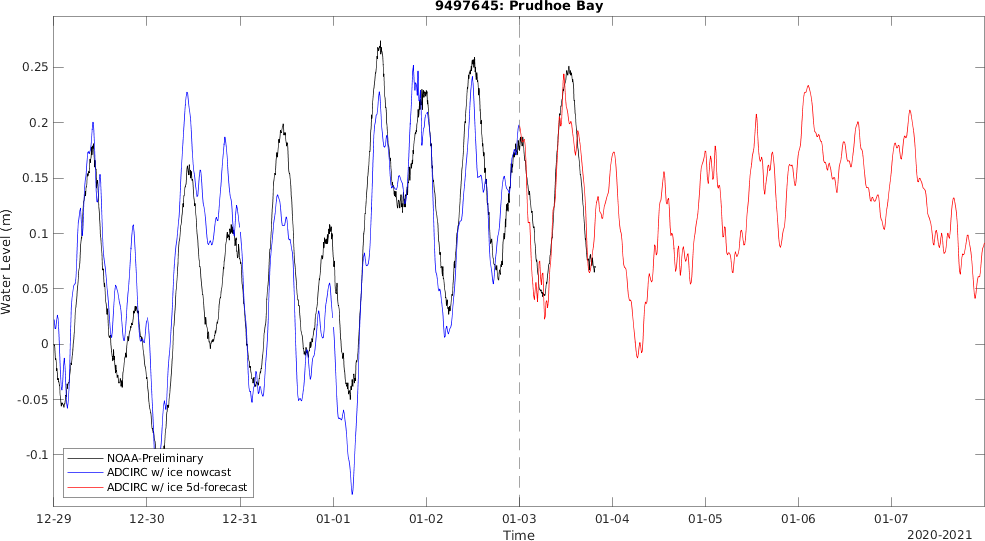 9497645: Prudhoe Bay
Water Level (m)
0.25
0.2
0.15
0.1
0.05
0
-0.05
-0.1
NOAA-Preliminary
ADCIRC w/ ice nowcast
ADCIRC w/ ice 5d-forecast
12-29 12-30 12-31 01-01 01-02 01-03 01-04 01-05 01-06 01-07
Time
2020-2021